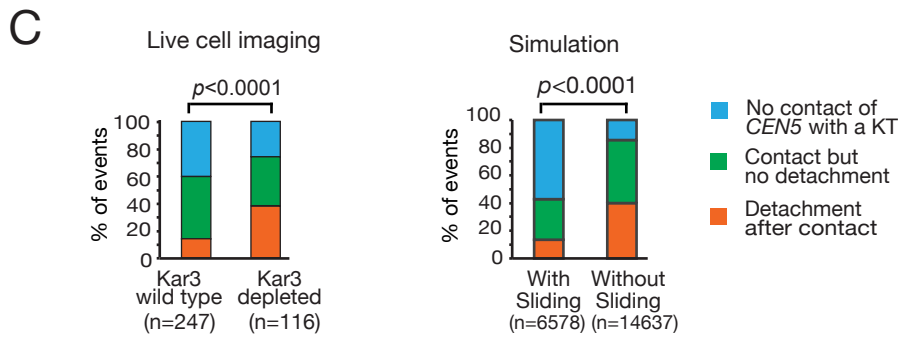 C
Live cell imaging
p<0.0001
% of events
100
80
60
40
20
0
Kar3
wild type
(n=247)
Kar3
depleted
(n=116)
Simulation
p<0.0001
% of events
100
80
60
40
20
0
With
Sliding
(n=6578)
Without
Sliding
(n=14637)
No contact of
CEN5 with a KT
Contact but
no detachment
Detachment
after contact